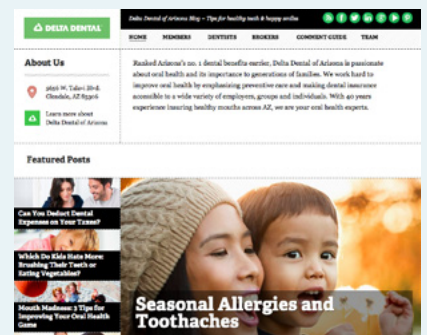 DELTA DENTAL
Delta Dental of Arizona Blog – Tips for healthy teeth & happy smiles
HOME MEMBERS DENTISTS BROKERS COMMENT GUIDE TEAM
About Us
Glendale, AZ
Learn more about
Delta Dental of Arizona
Ranked Arizona's no. 1 dental benefits carrier, Delta Dental of Arizona is passionate
about oral health and its importance to generations of families. We work hard to
improve oral health by emphasizing preventive care and making dental insurance
accessible to a wide variety of employers, groups and individuals. With 40 years
experience insuring healthy mouths across AZ, we are your oral health experts.
Featured Posts
Can You Deduct Dental
Expenses on Your Taxes?
Which Do Kids Hate More:
Brushing Their Teeth or
Eating Vegetables?
Mouth Madness: 3 Tips for
Improving Your Oral Health
Game
Seasonal Allergies and
Toothaches